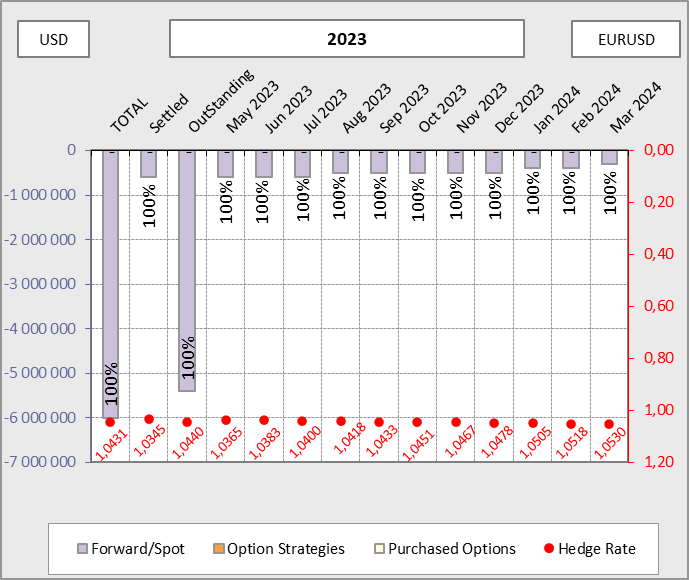 USD
2023
EURUSD
TOTAL
Settled
OutStanding
May 2023
Jun 2023
Jul 2023
Aug 2023
Sep 2023
Oct 2023
Nov 2023
Dec 2023
Jan 2024
Feb 2024
Mar 2024
0
-1 000 000
-2 000 000
-3 000 000
-4 000 000
-5 000 000
-6 000 000
-7 000 000
100%
100%
100%
100%
100%
100%
100%
100%
100%
100%
100%
100%
100%
100%
0,00
0,20
0,40
0,60
0,80
1,00
1,20
1,0431
1,0345
1,0440
1,0365
1,0383
1,0400
1,0418
1,0433
1,0451
1,0467
1,0478
1,0505
1,0518
1,0530
Forward/Spot
Option Strategies
Purchased Options
Hedge Rate